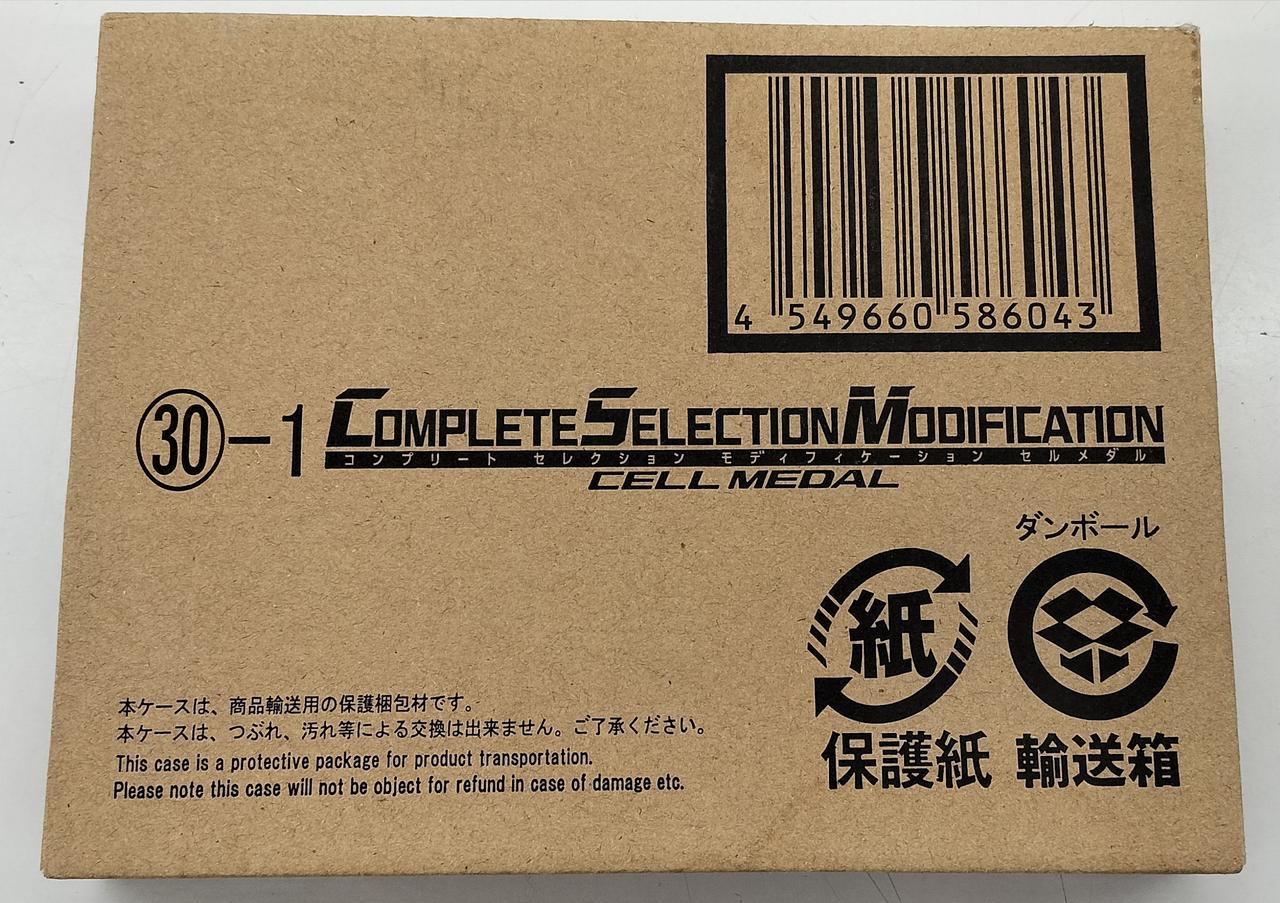 4 549660 586043
㉚-1 COMPLETE SELECTION MODIFICATION
コンプリート セレクション モディフィケーション セルメダル
CELL MEDAL
ダンボール
紙
保護紙 輸送箱
本ケースは、商品輸送用の保護梱包材です。
本ケースは、つぶれ、汚れ等による交換は出来ません。ご了承ください。
This case is a protective package for product transportation.
Please note this case will not be object for refund in case of damage etc.